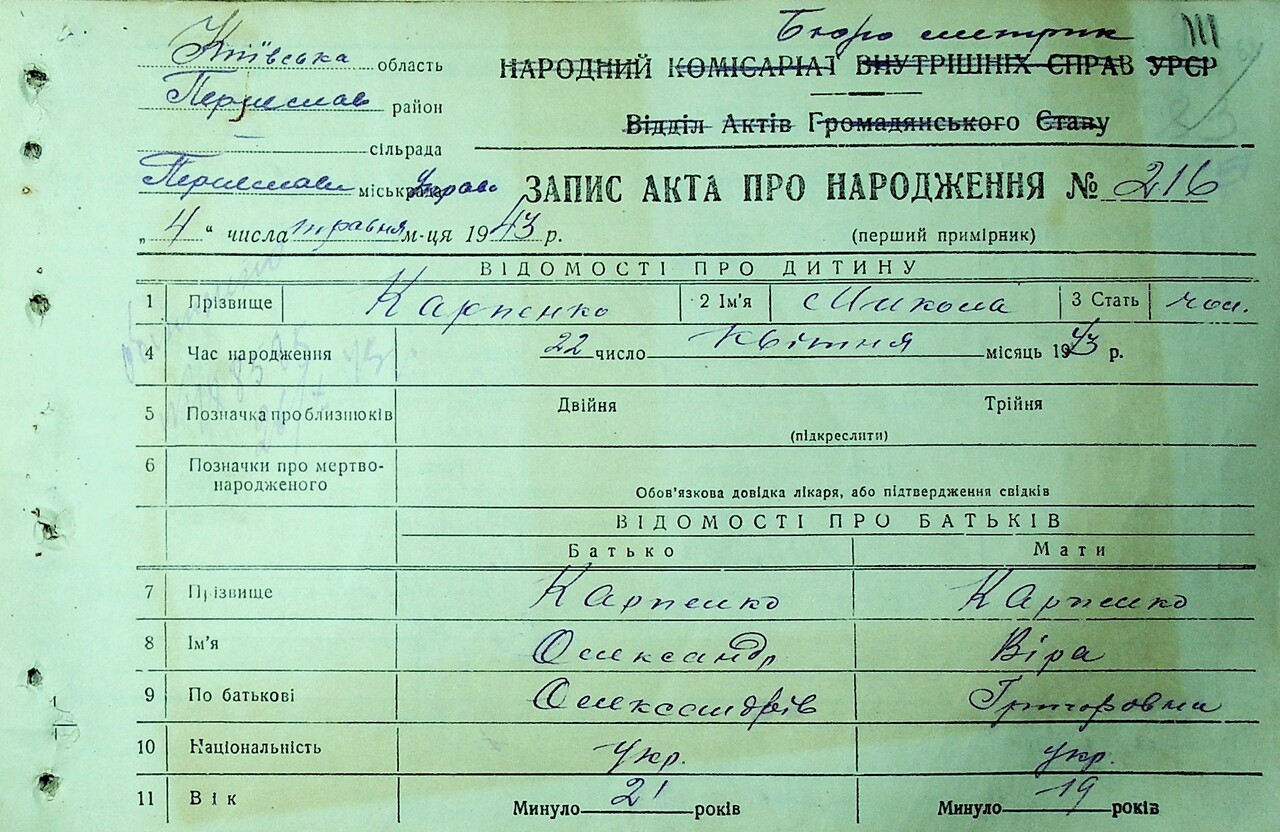 Бюро метрик
Київська область
НАРОДНИЙ КОМІСАРІАТ ВНУТРІШНІХ СПРАВ УРСР
Переслав район
Відділ Актів Громадянського Стану
сільрада
міськрада Управа
ЗАПИС АКТА ПРО НАРОДЖЕННЯ № 216
„ 4 “ числа травня м-ця 1943 р.
(перший примірник)
ВІДОМОСТІ ПРО ДИТИНУ
1 Прізвище Карпенко 2 Ім'я Микола 3 Стать чол.
4 Час народження 22 число квітня місяць 1943 р.
5 Позначка про близнюків Двійня Трійня
(підкреслити)
6 Позначки про мертво-
народженого
Обов'язкова довідка лікаря, або підтвердження свідків
ВІДОМОСТІ ПРО БАТЬКІВ
Батько Мати
7 Прізвище Карпенко Карпенко
8 Ім'я Олександр Віра
9 По батькові Олександрів Григоровна
10 Національність укр. укр.
11 Вік Минуло 21 років Минуло 19 років